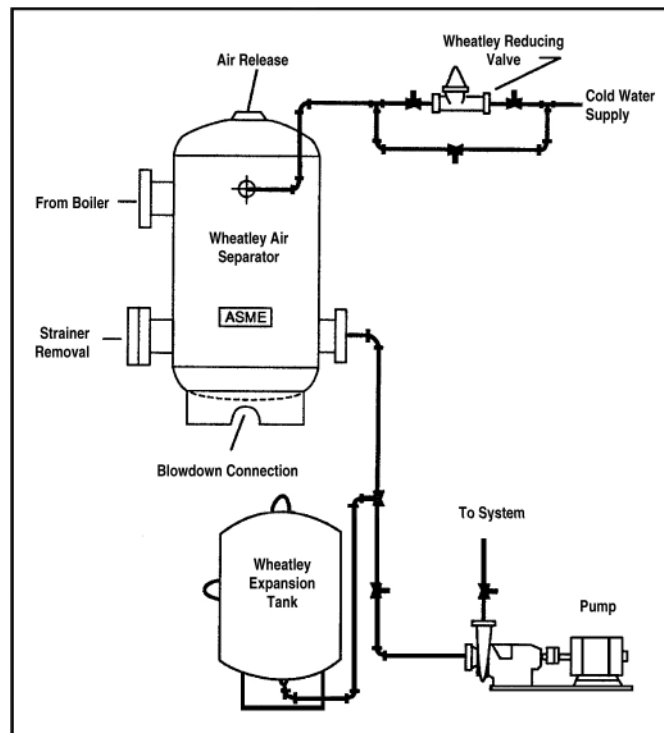 Wheatley Reducing
Valve
Air Release
Cold Water
Supply
From Boiler
Wheatley Air
Separator
ASME
Strainer
Removal
Blowdown Connection
To System
Wheatley
Expansion
Tank
Pump